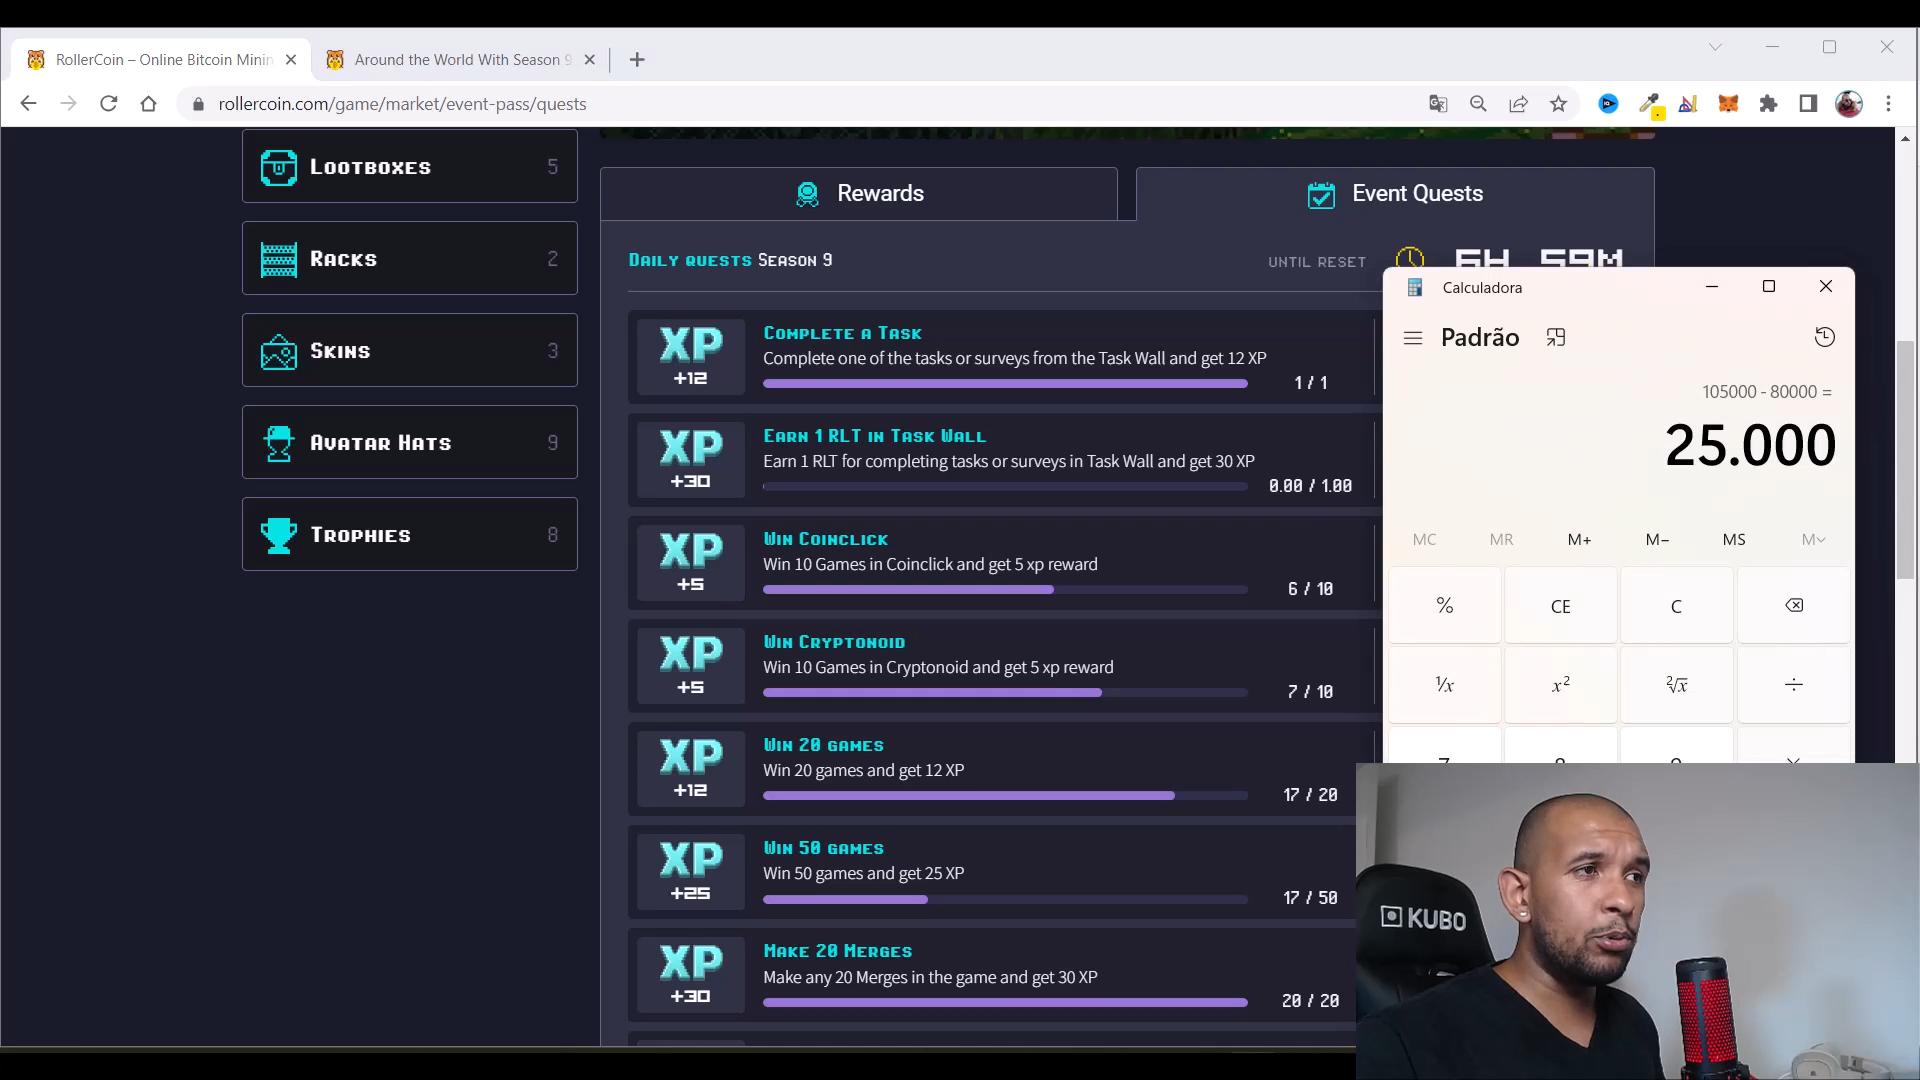 RollerCoin – Online Bitcoin Minin
Around the World With Season 9
rollercoin.com/game/market/event-pass/quests
Lootboxes 5
Racks 2
Skins 3
Avatar Hats 9
Trophies 8
Rewards
Event Quests
Daily quests Season 9
UNTIL RESET
6H 59M
XP +12
Complete a Task
Complete one of the tasks or surveys from the Task Wall and get 12 XP
1 / 1
XP +30
Earn 1 RLT in Task Wall
Earn 1 RLT for completing tasks or surveys in Task Wall and get 30 XP
0.00 / 1.00
XP +5
Win Coinclick
Win 10 Games in Coinclick and get 5 xp reward
6 / 10
XP +5
Win Cryptonoid
Win 10 Games in Cryptonoid and get 5 xp reward
7 / 10
XP +12
Win 20 games
Win 20 games and get 12 XP
17 / 20
XP +25
Win 50 games
Win 50 games and get 25 XP
17 / 50
XP +30
Make 20 Merges
Make any 20 Merges in the game and get 30 XP
20 / 20
Calculadora
Padrão
105000 - 80000 =
25.000
MC MR M+ M− MS M
% CE C
¹/x x² ²√x ÷
KUBO